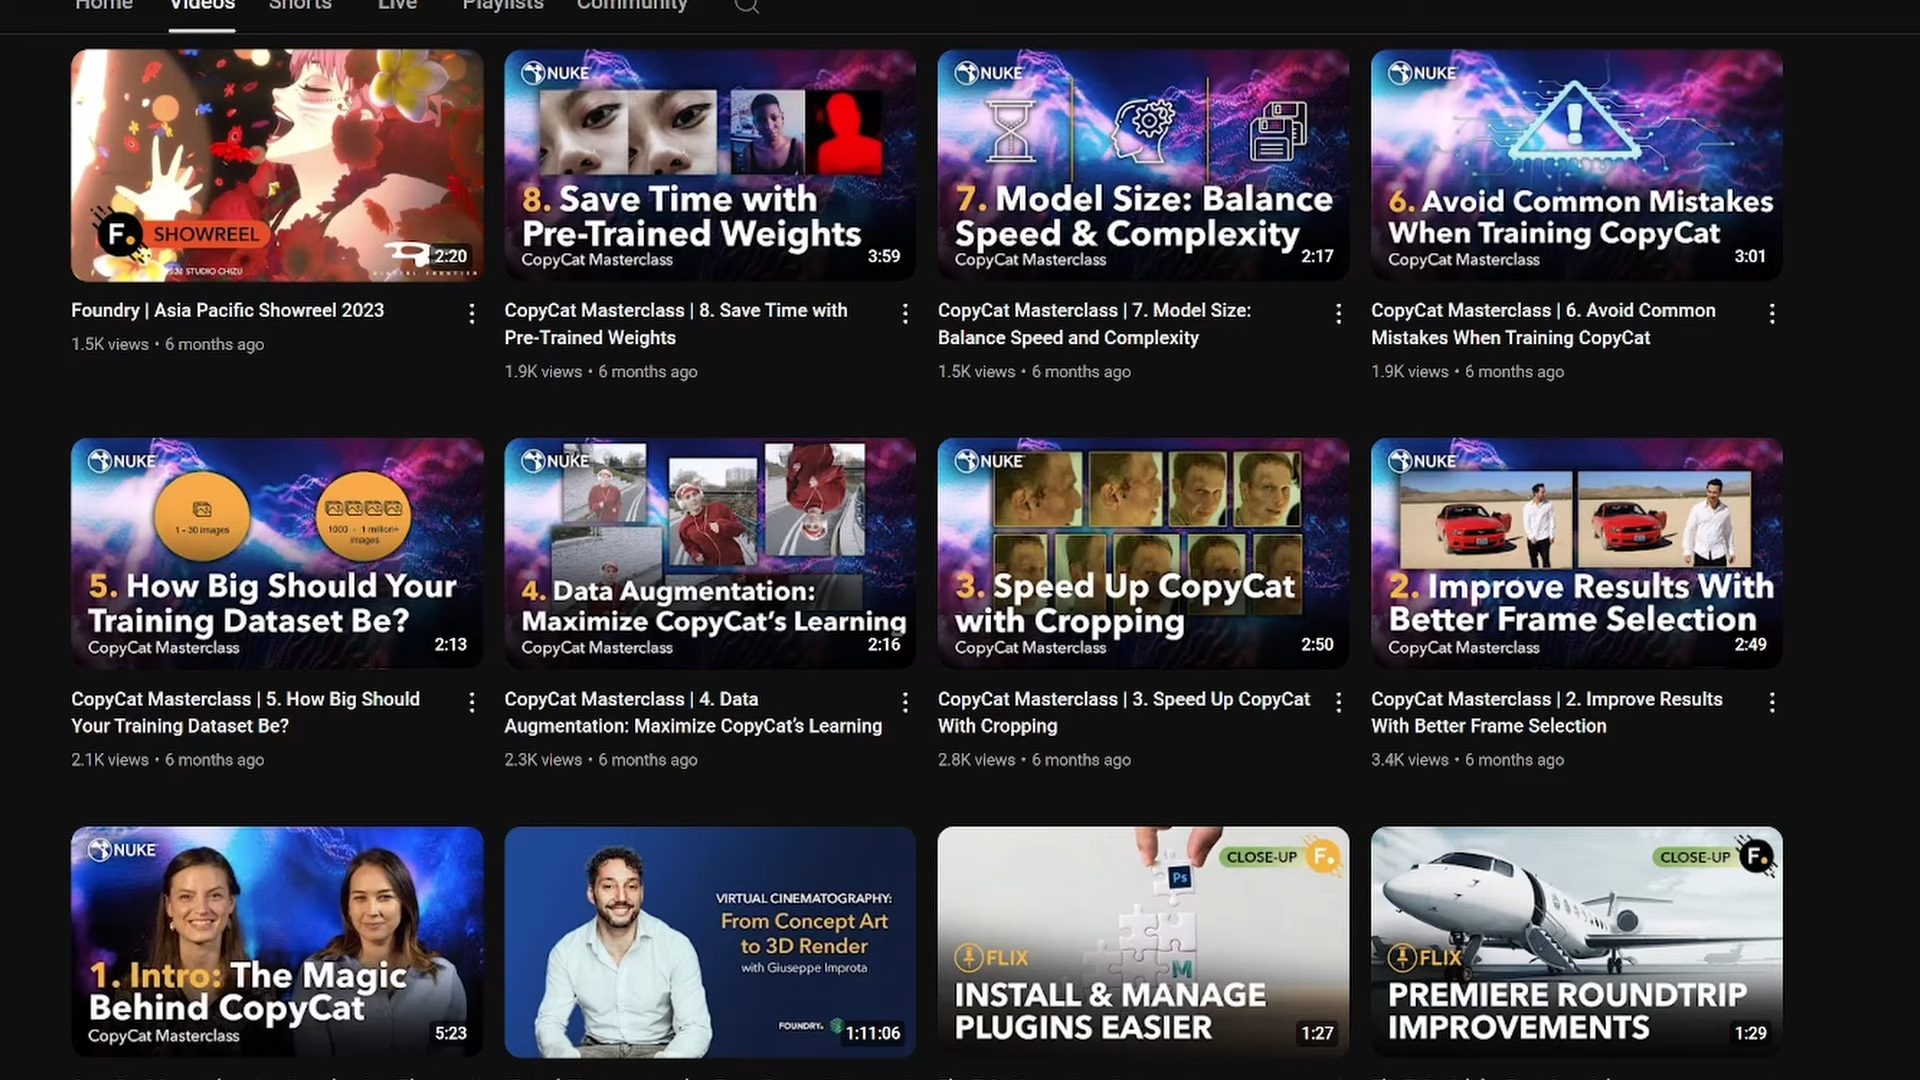 Home Videos Shorts Live Playlists Community
F. SHOWREEL
STUDIO CHIZU
2:20
Foundry | Asia Pacific Showreel 2023
1.5K views • 6 months ago
NUKE
8. Save Time with
Pre-Trained Weights
CopyCat Masterclass
3:59
CopyCat Masterclass | 8. Save Time with
Pre-Trained Weights
1.9K views • 6 months ago
NUKE
7. Model Size: Balance
Speed & Complexity
CopyCat Masterclass
2:17
CopyCat Masterclass | 7. Model Size:
Balance Speed and Complexity
1.5K views • 6 months ago
NUKE
6. Avoid Common Mistakes
When Training CopyCat
CopyCat Masterclass
3:01
CopyCat Masterclass | 6. Avoid Common
Mistakes When Training CopyCat
1.9K views • 6 months ago
NUKE
1 - 30 images
1000 - 1 million+
images
5. How Big Should Your
Training Dataset Be?
CopyCat Masterclass
2:13
CopyCat Masterclass | 5. How Big Should
Your Training Dataset Be?
2.1K views • 6 months ago
NUKE
4. Data Augmentation:
Maximize CopyCat's Learning
CopyCat Masterclass
2:16
CopyCat Masterclass | 4. Data
Augmentation: Maximize CopyCat's Learning
2.3K views • 6 months ago
NUKE
3. Speed Up CopyCat
with Cropping
CopyCat Masterclass
2:50
CopyCat Masterclass | 3. Speed Up CopyCat
With Cropping
2.8K views • 6 months ago
NUKE
2. Improve Results With
Better Frame Selection
CopyCat Masterclass
2:49
CopyCat Masterclass | 2. Improve Results
With Better Frame Selection
3.4K views • 6 months ago
NUKE
1. Intro: The Magic
Behind CopyCat
CopyCat Masterclass
5:23
VIRTUAL CINEMATOGRAPHY:
From Concept Art
to 3D Render
with Giuseppe Improta
FOUNDRY.
1:11:06
CLOSE-UP F.
Ps
M
FLIX
INSTALL & MANAGE
PLUGINS EASIER
1:27
CLOSE-UP F.
FLIX
PREMIERE ROUNDTRIP
IMPROVEMENTS
1:29